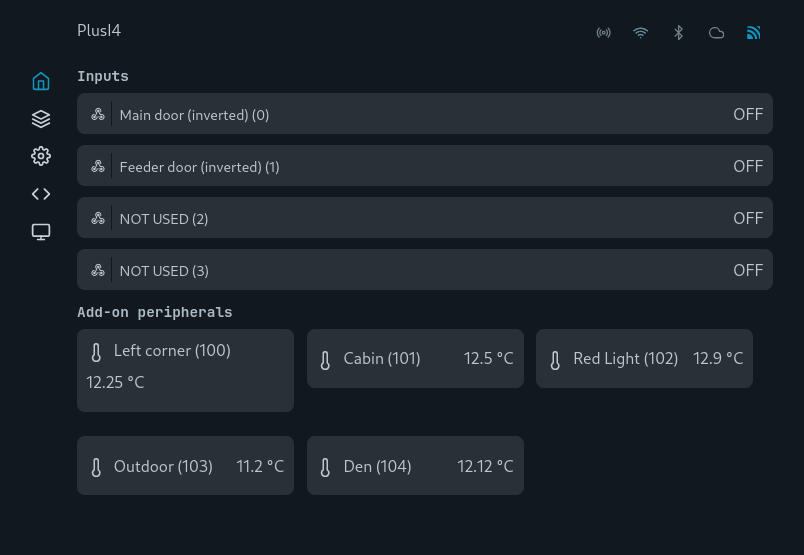 PlusI4
Inputs
Main door (inverted) (0) OFF
Feeder door (inverted) (1) OFF
NOT USED (2) OFF
NOT USED (3) OFF
Add-on peripherals
Left corner (100)
12.25 °C
Cabin (101) 12.5 °C
Red Light (102) 12.9 °C
Outdoor (103) 11.2 °C
Den (104) 12.12 °C